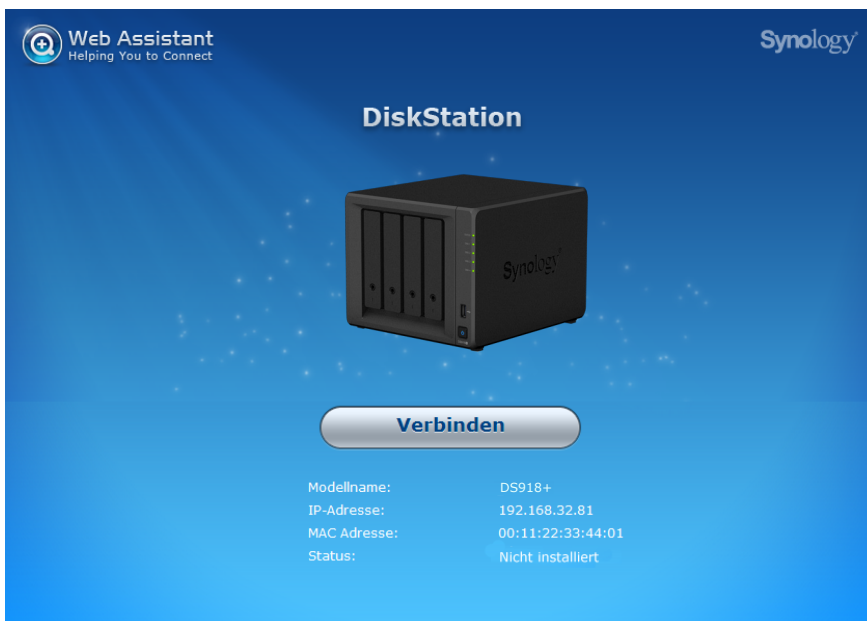 Web Assistant
Helping You to Connect
Synology
DiskStation
Synology
Verbinden
Modellname: DS918+
IP-Adresse: 192.168.32.81
MAC Adresse: 00:11:22:33:44:01
Status: Nicht installiert